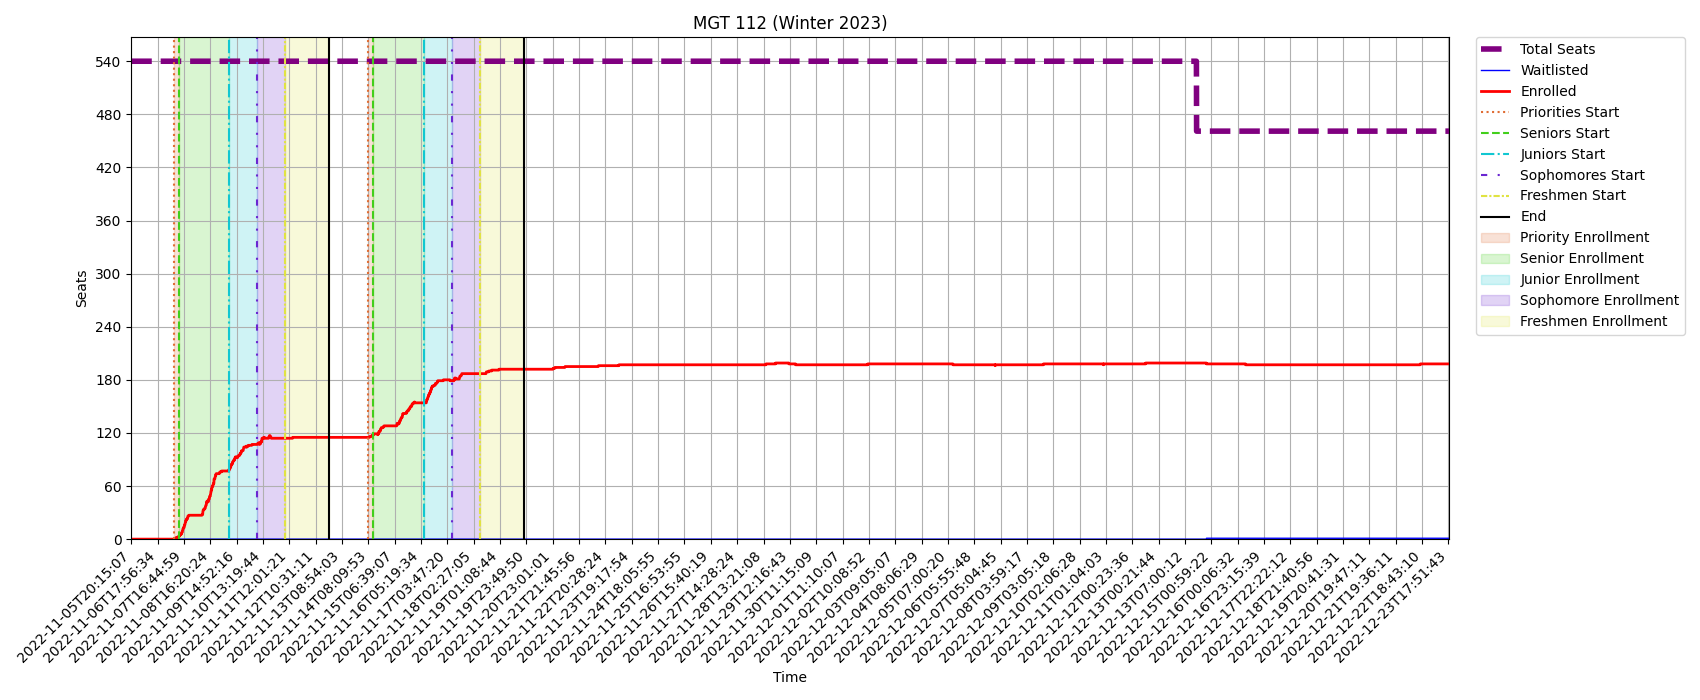 MGT 112 (Winter 2023)
540
480
420
360
300
240
180
120
60
0
Seats
2022-11-05T20:15:07
2022-11-06T17:56:34
2022-11-07T16:44:59
2022-11-08T16:20:24
2022-11-09T14:52:16
2022-11-10T13:19:44
2022-11-11T12:01:21
2022-11-12T10:31:11
2022-11-13T08:54:03
2022-11-14T08:09:53
2022-11-15T06:39:07
2022-11-16T05:19:34
2022-11-17T03:47:20
2022-11-18T02:27:05
2022-11-19T01:08:44
2022-11-19T23:49:50
2022-11-20T23:01:01
2022-11-21T21:45:56
2022-11-22T20:28:24
2022-11-23T19:17:54
2022-11-24T18:05:55
2022-11-25T16:53:55
2022-11-26T15:40:19
2022-11-27T14:28:24
2022-11-28T13:21:08
2022-11-29T12:16:43
2022-11-30T11:15:09
2022-12-01T11:10:07
2022-12-02T10:08:52
2022-12-03T09:05:07
2022-12-04T08:06:29
2022-12-05T07:00:20
2022-12-06T05:55:48
2022-12-07T05:04:45
2022-12-08T03:59:17
2022-12-09T03:05:18
2022-12-10T02:06:28
2022-12-11T01:04:03
2022-12-12T00:23:36
2022-12-13T00:21:44
2022-12-13T07:00:12
2022-12-15T00:59:22
2022-12-16T00:06:32
2022-12-16T23:15:39
2022-12-17T22:22:12
2022-12-18T21:40:56
2022-12-19T20:41:31
2022-12-20T19:47:11
2022-12-21T19:36:11
2022-12-22T18:43:10
2022-12-23T17:51:43
Time
Total Seats
Waitlisted
Enrolled
Priorities Start
Seniors Start
Juniors Start
Sophomores Start
Freshmen Start
End
Priority Enrollment
Senior Enrollment
Junior Enrollment
Sophomore Enrollment
Freshmen Enrollment